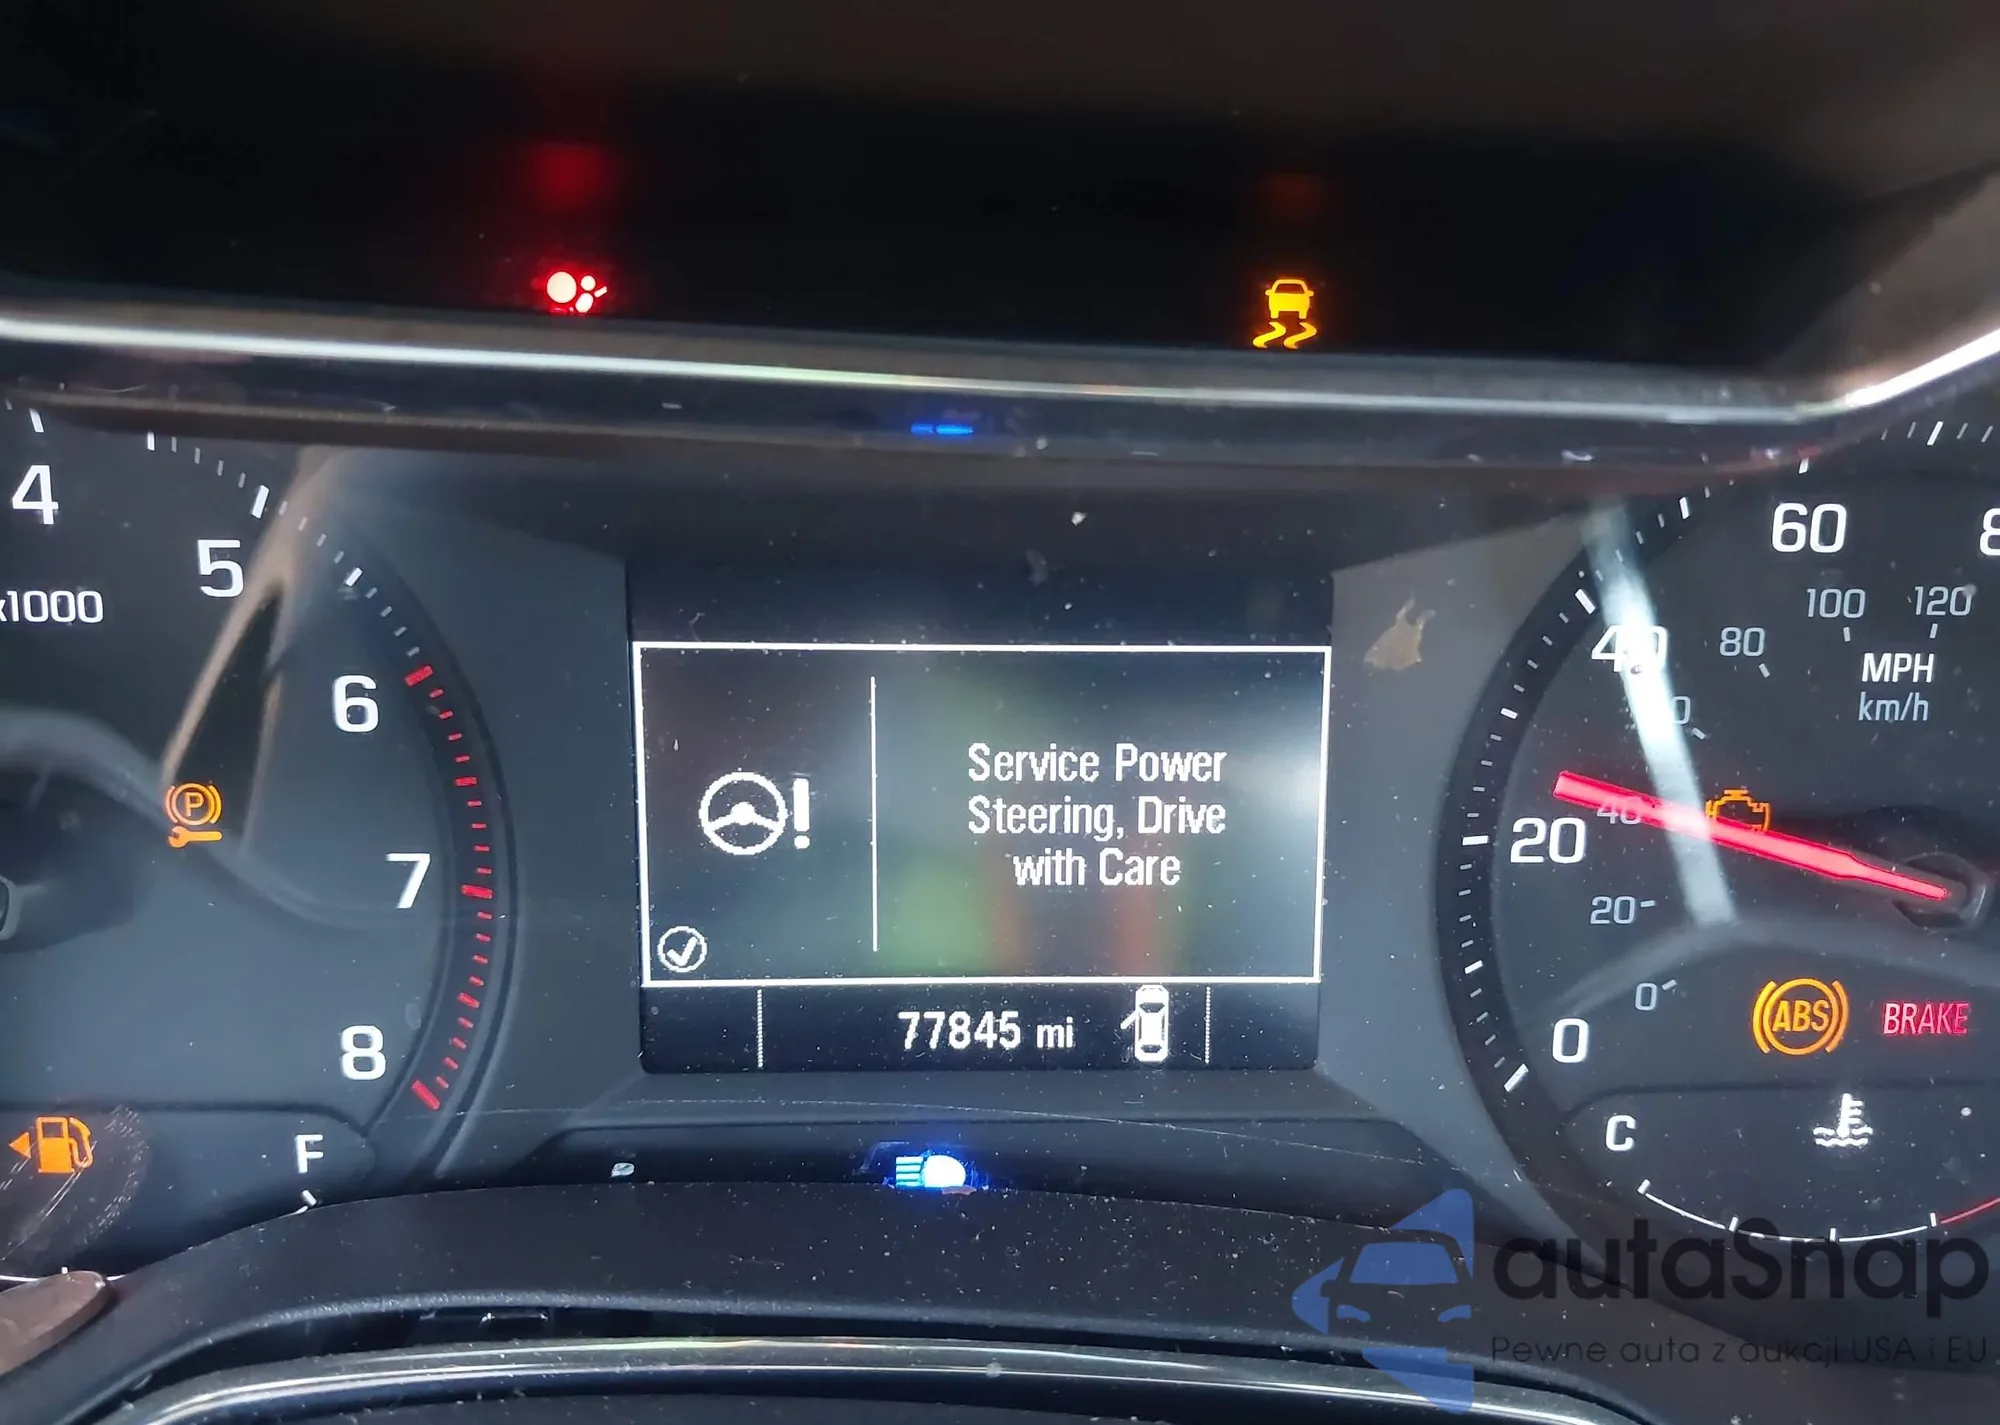 4
5
x1000
6
7
8
F
P
Service Power
Steering, Drive
with Care
77845 mi
60
100 120
80
MPH
km/h
40
40
20
20
0
0
ABS
BRAKE
C
autaSnap
Pewne auta z aukcji USA i EU